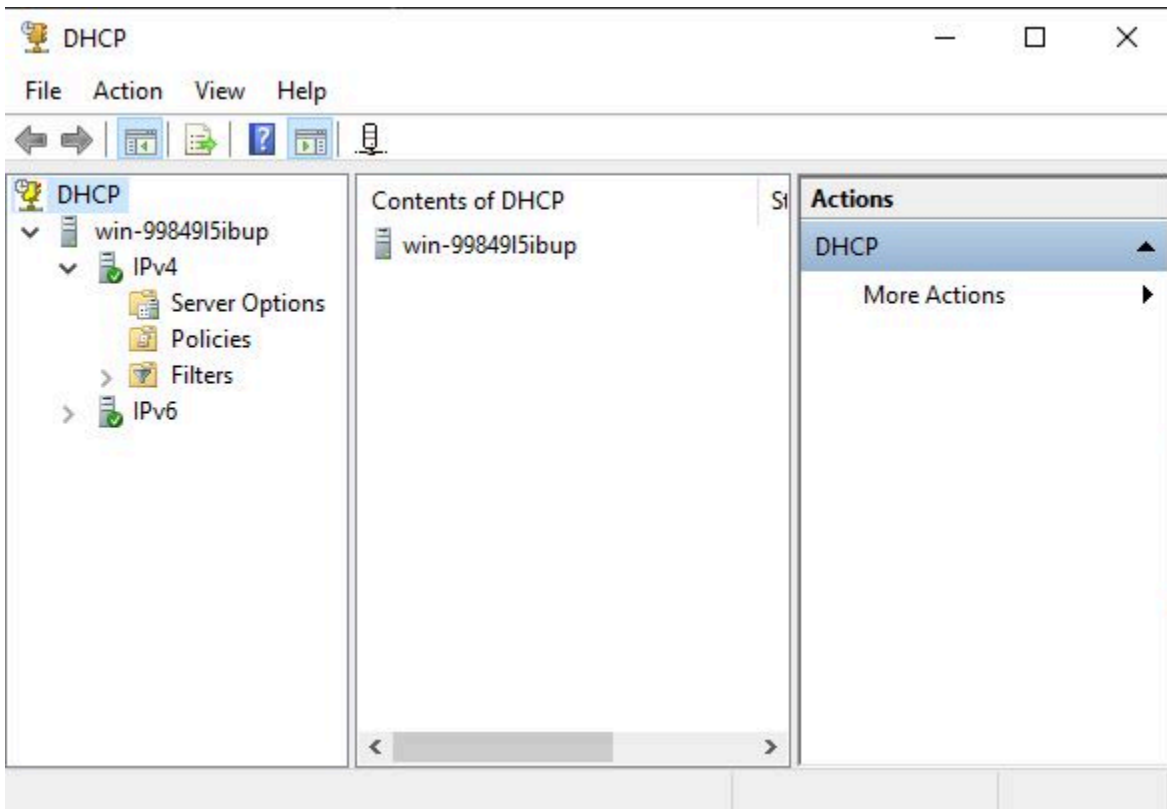 DHCP
File Action View Help
DHCP
win-99849l5ibup
IPv4
Server Options
Policies
Filters
IPv6
Contents of DHCP St
win-99849l5ibup
Actions
DHCP
More Actions